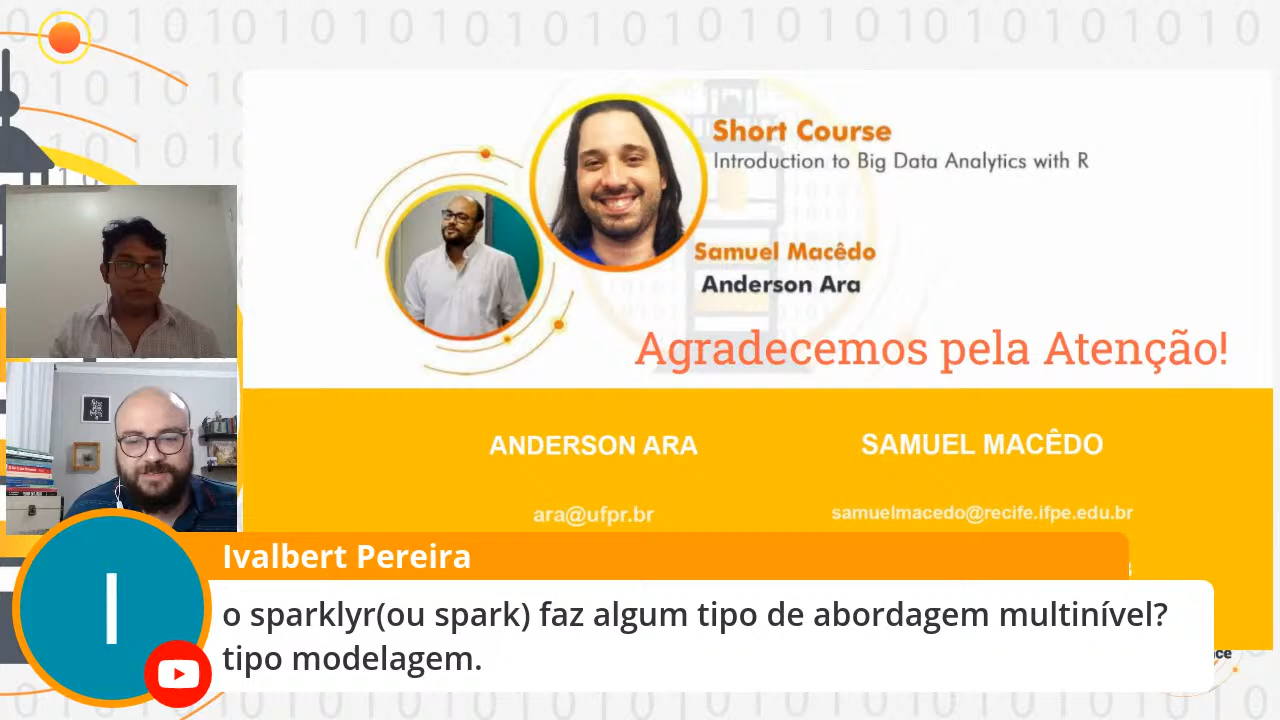 Short Course
Introduction to Big Data Analytics with R
Samuel Macêdo
Anderson Ara
Agradecemos pela Atenção!
ANDERSON ARA
SAMUEL MACÊDO
ara@ufpr.br
samuelmacedo@recife.ifpe.edu.br
I
Ivalbert Pereira
o sparklyr(ou spark) faz algum tipo de abordagem multinível?
tipo modelagem.